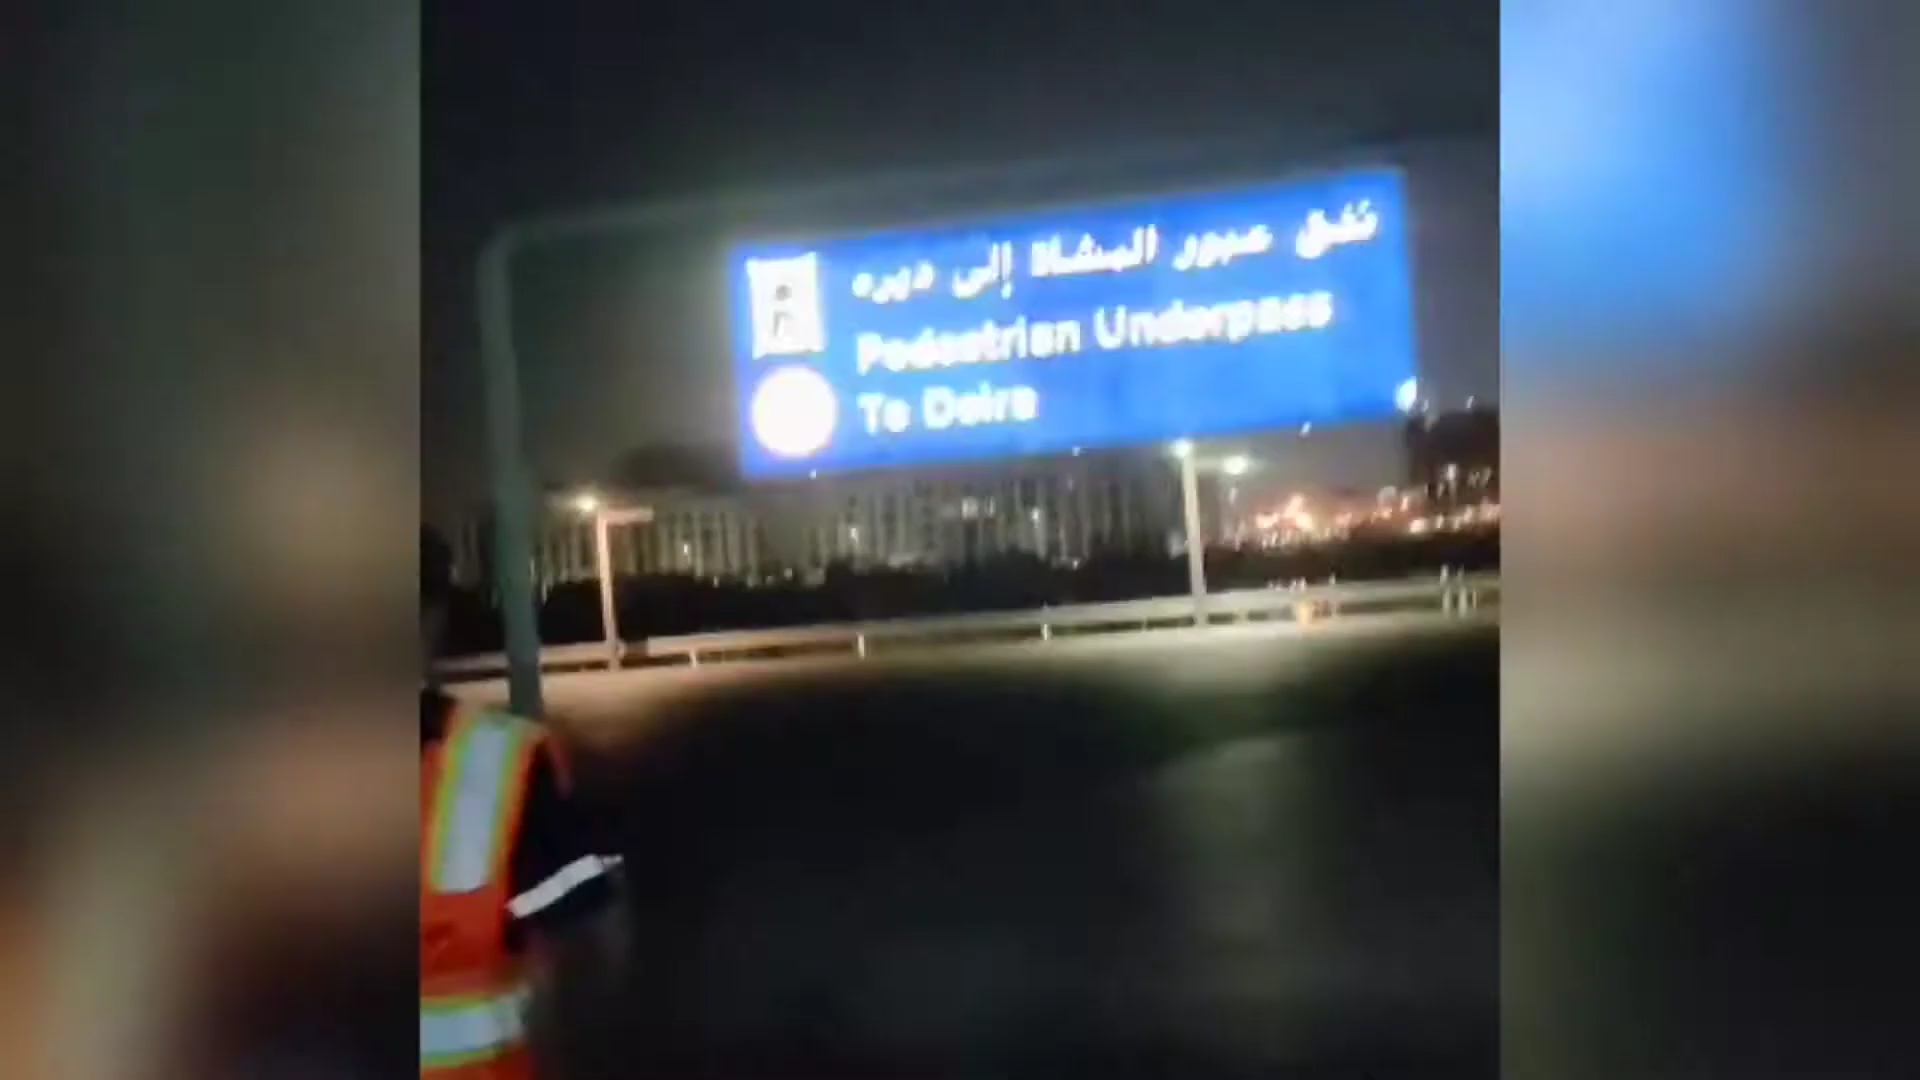 نفق عبور المشاة إلى ديره
Pedestrian Underpass
To Deira